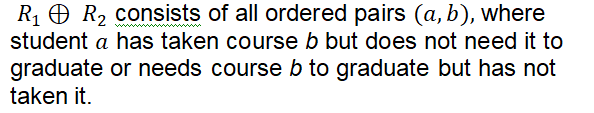 R₁ ⊕ R₂ consists of all ordered pairs (a, b), where
student a has taken course b but does not need it to
graduate or needs course b to graduate but has not
taken it.